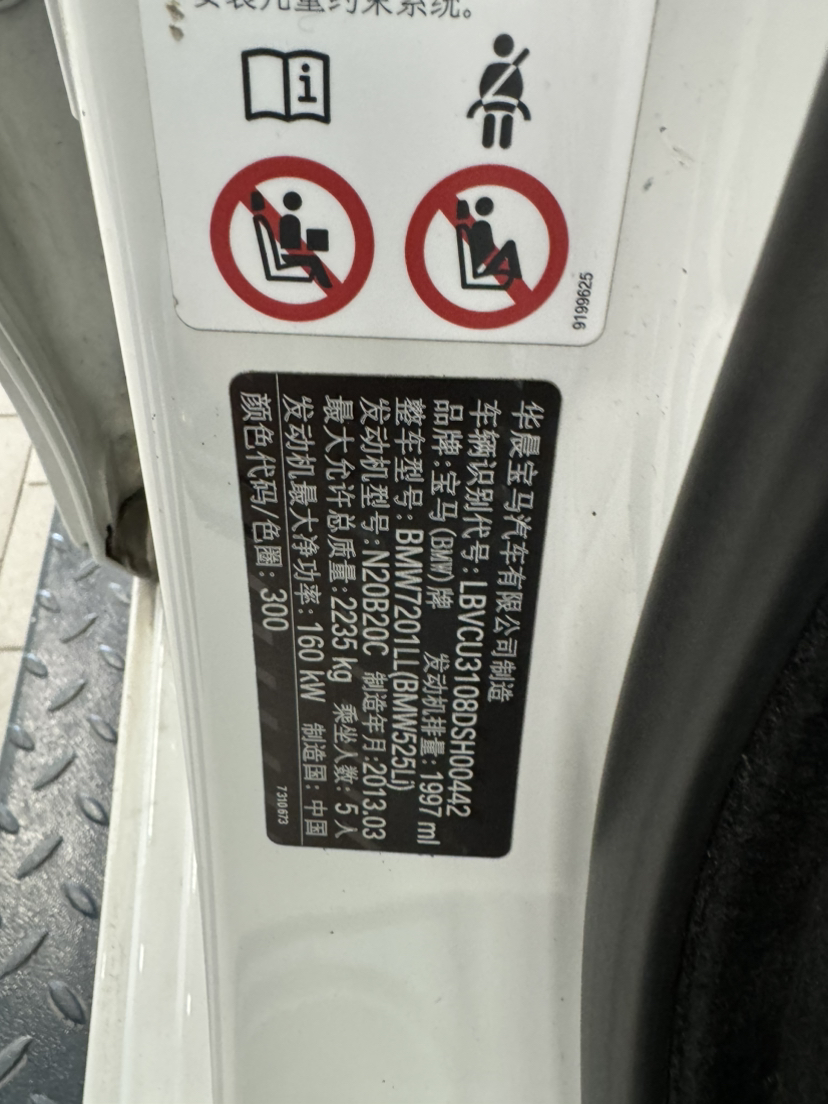 安装儿童约束系统。
i
9199625
华晨宝马汽车有限公司制造
车辆识别代号:LBVCU3108DSH00442
品牌:宝马(BMW)牌 发动机排量:1997 ml
整车型号:BMW7201LL(BMW525Li)
发动机型号:N20B20C 制造年月:2013.03
最大允许总质量:2235 kg 乘坐人数:5人
发动机最大净功率:160 kW 制造国:中国
颜色代码/色圈:300
7310673